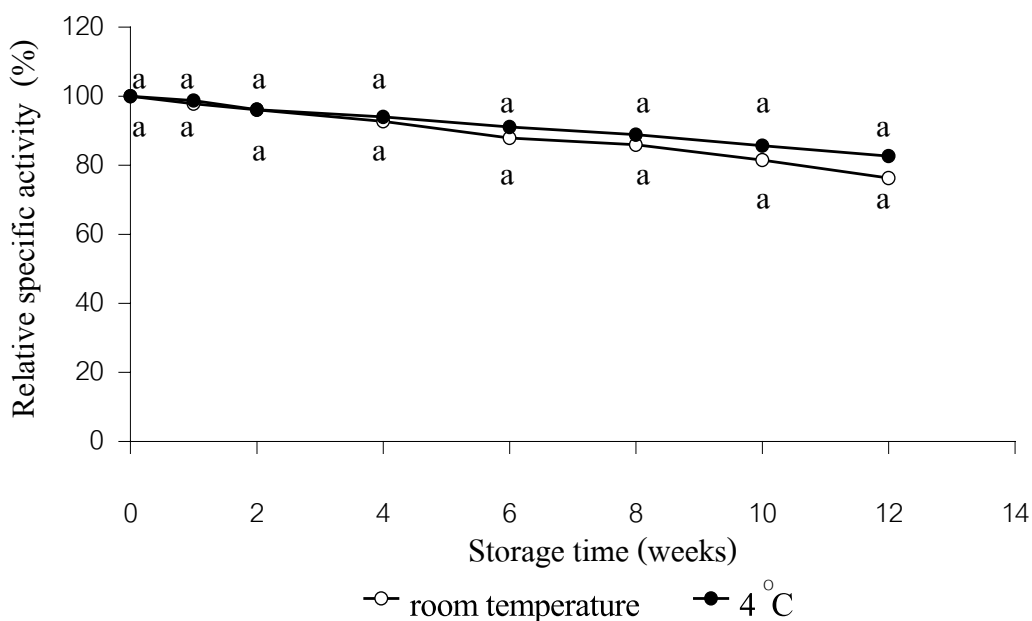 120
100
80
60
40
20
0
Relative specific activity (%)
a a a a a a a a
a a a a a a a a
0 2 4 6 8 10 12 14
Storage time (weeks)
room temperature 4 °C